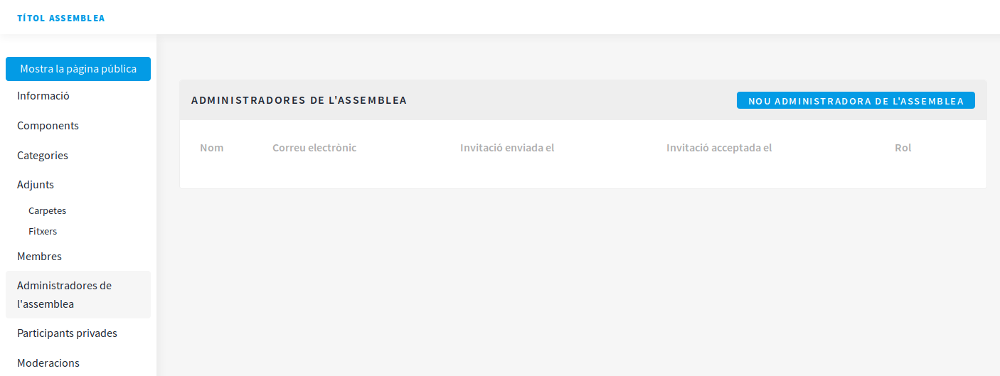 TÍTOL ASSEMBLEA
Mostra la pàgina pública
Informació
Components
Categories
Adjunts
Carpetes
Fitxers
Membres
Administradores de
l'assemblea
Participants privades
Moderacions
ADMINISTRADORES DE L'ASSEMBLEA
NOU ADMINISTRADORA DE L'ASSEMBLEA
Nom Correu electrònic Invitació enviada el Invitació acceptada el Rol